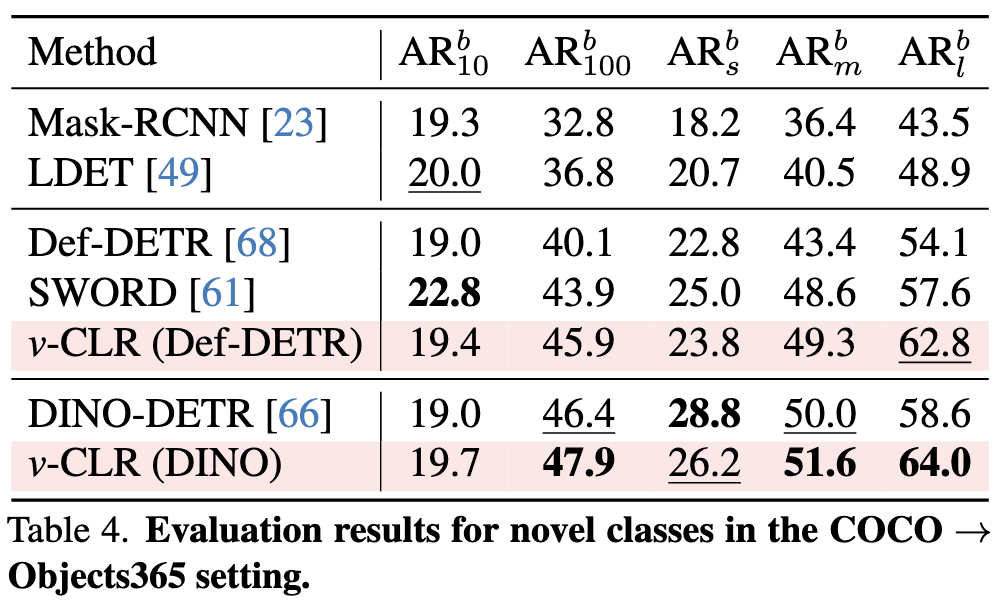 Method AR^b_10 AR^b_100 AR^b_s AR^b_m AR^b_l
Mask-RCNN [23] 19.3 32.8 18.2 36.4 43.5
LDET [49] 20.0 36.8 20.7 40.5 48.9
Def-DETR [68] 19.0 40.1 22.8 43.4 54.1
SWORD [61] 22.8 43.9 25.0 48.6 57.6
v-CLR (Def-DETR) 19.4 45.9 23.8 49.3 62.8
DINO-DETR [66] 19.0 46.4 28.8 50.0 58.6
v-CLR (DINO) 19.7 47.9 26.2 51.6 64.0
Table 4. Evaluation results for novel classes in the COCO →
Objects365 setting.